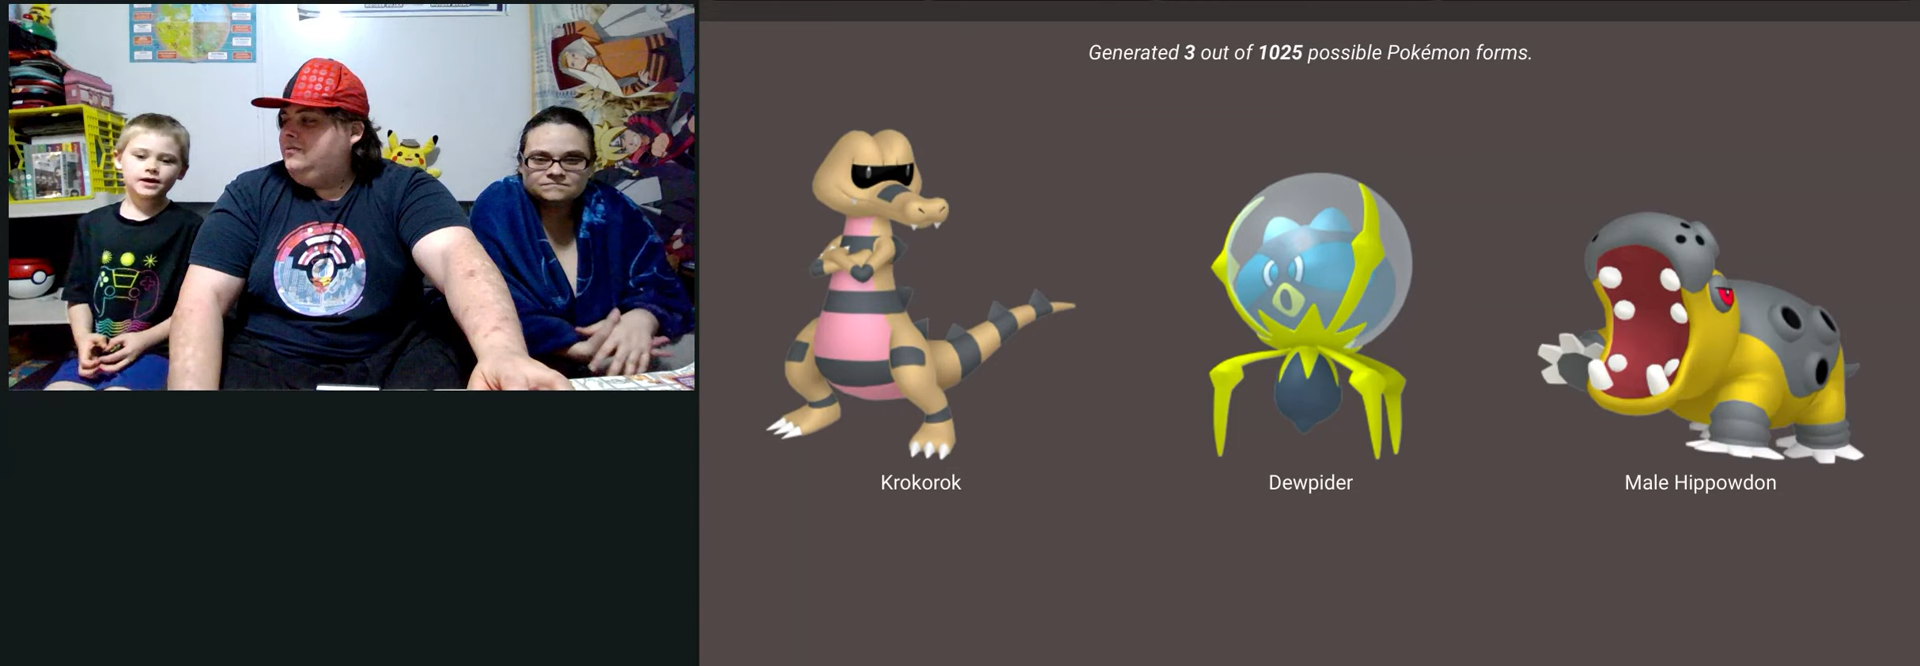 Generated 3 out of 1025 possible Pokémon forms.
Krokorok
Dewpider
Male Hippowdon